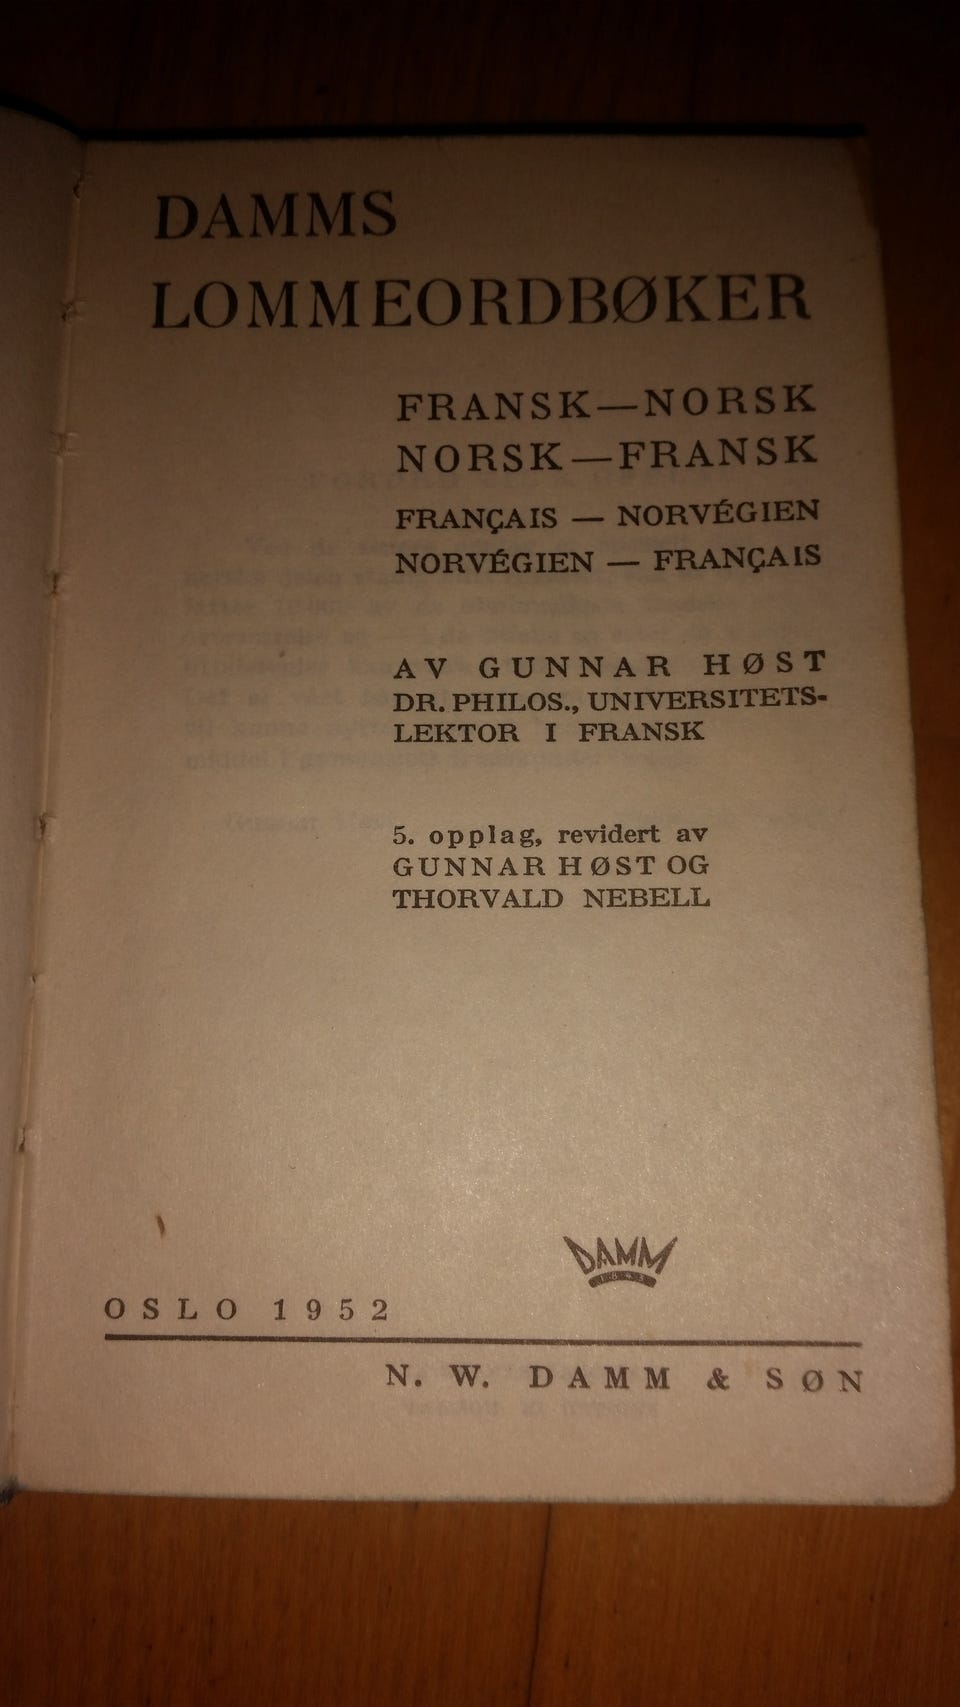 DAMMS
LOMMEORDBØKER
FRANSK—NORSK
NORSK—FRANSK
FRANÇAIS — NORVÉGIEN
NORVÉGIEN — FRANÇAIS
AV GUNNAR HØST
DR. PHILOS., UNIVERSITETS-
LEKTOR I FRANSK
5. opplag, revidert av
GUNNAR HØST OG
THORVALD NEBELL
DAMM
1843
OSLO 1952
N. W. DAMM & SØN